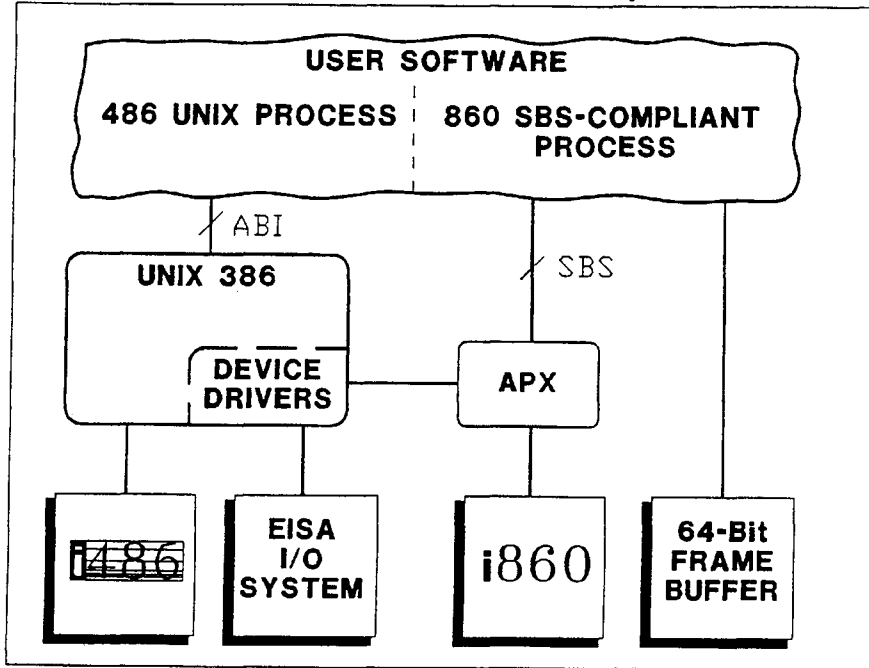 USER SOFTWARE
486 UNIX PROCESS
860 SBS-COMPLIANT
PROCESS
ABI
SBS
UNIX 386
DEVICE
DRIVERS
APX
i486
EISA
I/O
SYSTEM
i860
64-Bit
FRAME
BUFFER